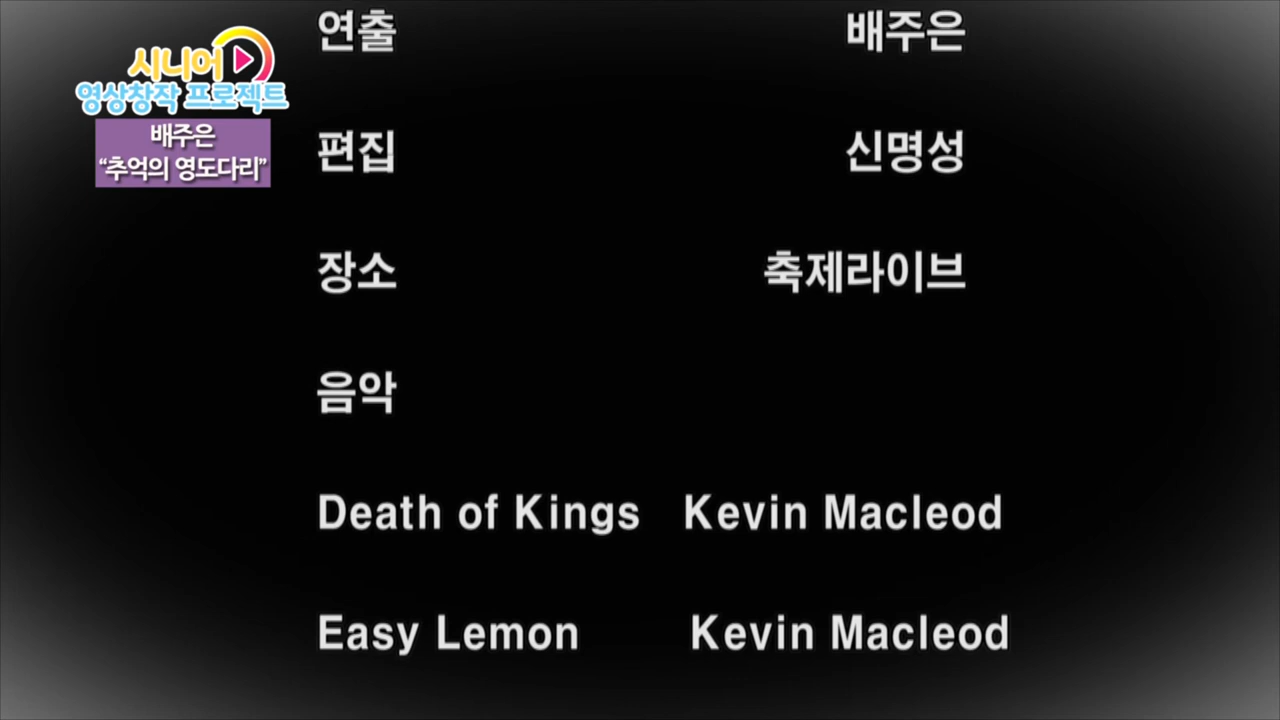 시니어
영상창작 프로젝트
배주은
“추억의 영도다리”
연출 배주은
편집 신명성
장소 축제라이브
음악
Death of Kings Kevin Macleod
Easy Lemon Kevin Macleod